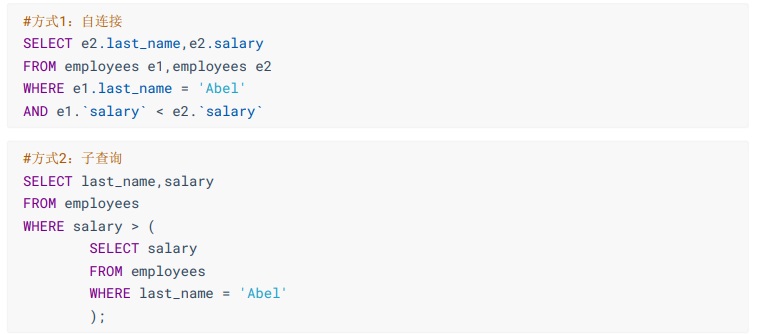 #方式1：自连接
SELECT e2.last_name,e2.salary
FROM employees e1,employees e2
WHERE e1.last_name = 'Abel'
AND e1.`salary` < e2.`salary`
#方式2：子查询
SELECT last_name,salary
FROM employees
WHERE salary > (
SELECT salary
FROM employees
WHERE last_name = 'Abel'
);